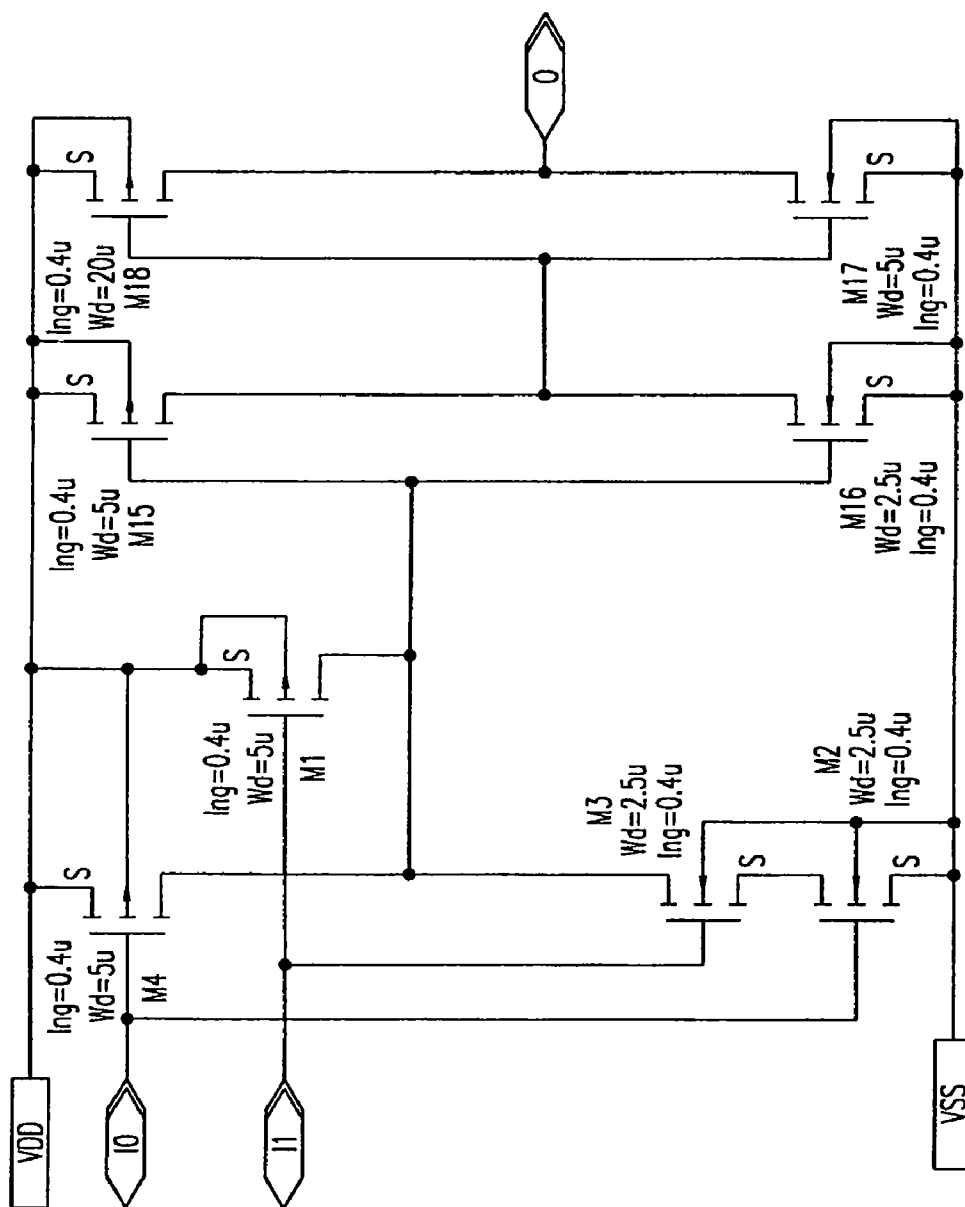 VDD
I0
I1
VSS
lng=0.4u
Wd=5u
M4
S
lng=0.4u
Wd=5u
M1
S
M3
Wd=2.5u
lng=0.4u
S
M2
Wd=2.5u
lng=0.4u
S
lng=0.4u
Wd=5u
M15
S
M16
Wd=2.5u
lng=0.4u
S
lng=0.4u
Wd=20u
M18
S
M17
Wd=5u
lng=0.4u
S
O